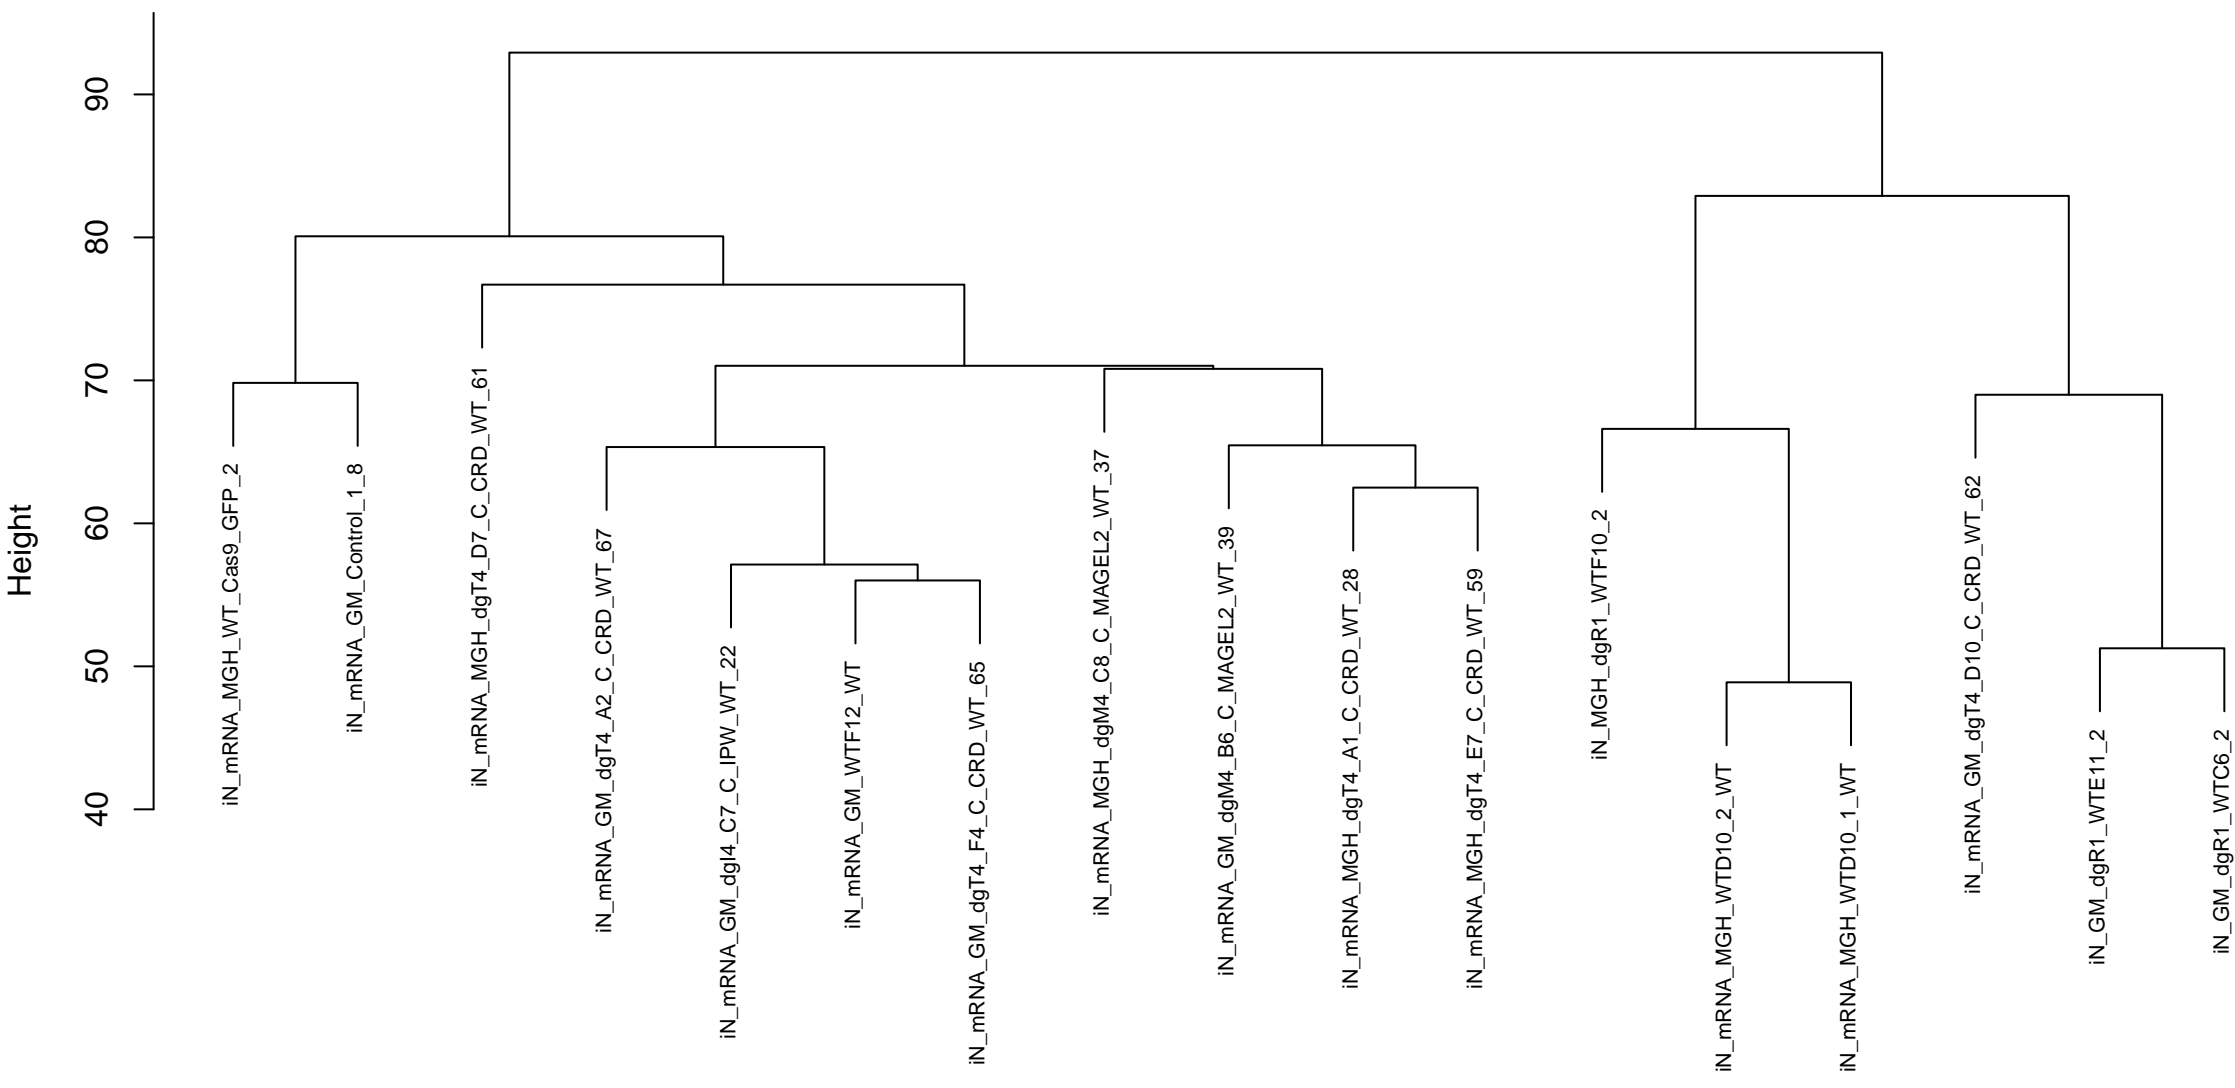 Height
90
80
70
60
50
40
iN_mRNA_MGH_WT_Cas9_GFP_2
iN_mRNA_GM_Control_1_8
iN_mRNA_MGH_dgT4_D7_C_CRD_WT_61
iN_mRNA_GM_dgT4_A2_C_CRD_WT_67
iN_mRNA_GM_dgI4_C7_C_IPW_WT_22
iN_mRNA_GM_WTF12_WT
iN_mRNA_GM_dgT4_F4_C_CRD_WT_65
iN_mRNA_MGH_dgM4_C8_C_MAGEL2_WT_37
iN_mRNA_GM_dgM4_B6_C_MAGEL2_WT_39
iN_mRNA_MGH_dgT4_A1_C_CRD_WT_28
iN_mRNA_MGH_dgT4_E7_C_CRD_WT_59
iN_MGH_dgR1_WTF10_2
iN_mRNA_MGH_WTD10_2_WT
iN_mRNA_MGH_WTD10_1_WT
iN_mRNA_GM_dgT4_D10_C_CRD_WT_62
iN_GM_dgR1_WTE11_2
iN_GM_dgR1_WTC6_2